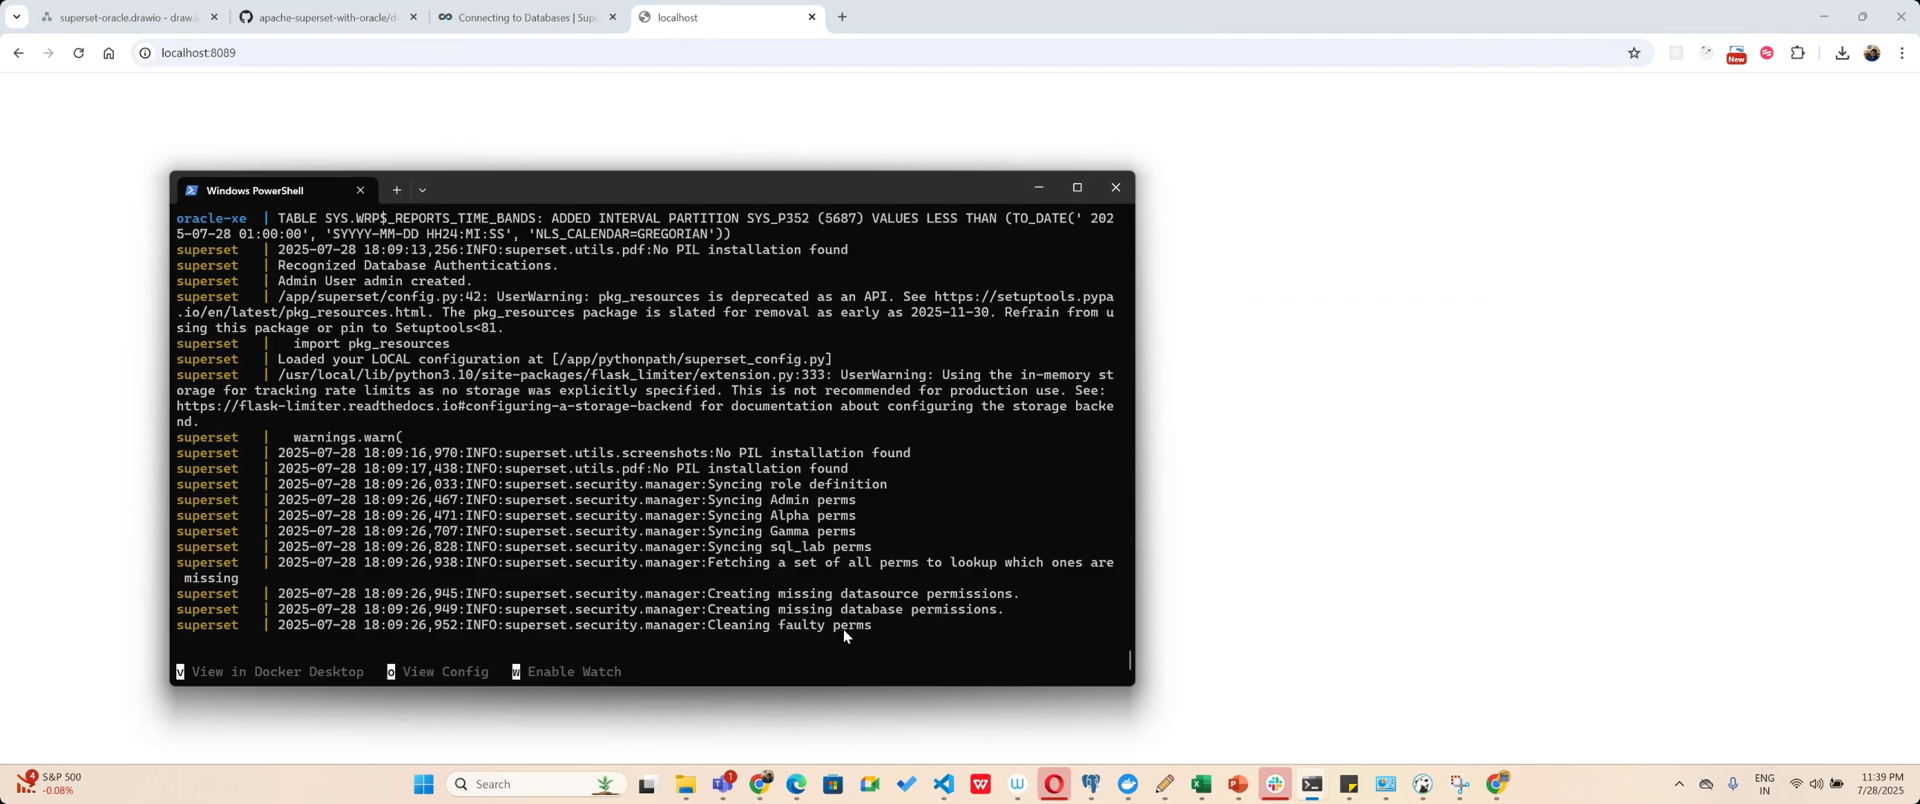 superset-oracle.drawio - draw.i
apache-superset-with-oracle/d
Connecting to Databases | Sup
localhost
localhost:8089
New
Windows PowerShell
oracle-xe | TABLE SYS.WRP$_REPORTS_TIME_BANDS: ADDED INTERVAL PARTITION SYS_P352 (5687) VALUES LESS THAN (TO_DATE(' 202
5-07-28 01:00:00', 'SYYYY-MM-DD HH24:MI:SS', 'NLS_CALENDAR=GREGORIAN'))
superset | 2025-07-28 18:09:13,256:INFO:superset.utils.pdf:No PIL installation found
superset | Recognized Database Authentications.
superset | Admin User admin created.
superset | /app/superset/config.py:42: UserWarning: pkg_resources is deprecated as an API. See https://setuptools.pypa
.io/en/latest/pkg_resources.html. The pkg_resources package is slated for removal as early as 2025-11-30. Refrain from u
sing this package or pin to Setuptools<81.
superset | import pkg_resources
superset | Loaded your LOCAL configuration at [/app/pythonpath/superset_config.py]
superset | /usr/local/lib/python3.10/site-packages/flask_limiter/extension.py:333: UserWarning: Using the in-memory st
orage for tracking rate limits as no storage was explicitly specified. This is not recommended for production use. See:
https://flask-limiter.readthedocs.io#configuring-a-storage-backend for documentation about configuring the storage backe
nd.
superset | warnings.warn(
superset | 2025-07-28 18:09:16,970:INFO:superset.utils.screenshots:No PIL installation found
superset | 2025-07-28 18:09:17,438:INFO:superset.utils.pdf:No PIL installation found
superset | 2025-07-28 18:09:26,033:INFO:superset.security.manager:Syncing role definition
superset | 2025-07-28 18:09:26,467:INFO:superset.security.manager:Syncing Admin perms
superset | 2025-07-28 18:09:26,471:INFO:superset.security.manager:Syncing Alpha perms
superset | 2025-07-28 18:09:26,707:INFO:superset.security.manager:Syncing Gamma perms
superset | 2025-07-28 18:09:26,828:INFO:superset.security.manager:Syncing sql_lab perms
superset | 2025-07-28 18:09:26,938:INFO:superset.security.manager:Fetching a set of all perms to lookup which ones are
missing
superset | 2025-07-28 18:09:26,945:INFO:superset.security.manager:Creating missing datasource permissions.
superset | 2025-07-28 18:09:26,949:INFO:superset.security.manager:Creating missing database permissions.
superset | 2025-07-28 18:09:26,952:INFO:superset.security.manager:Cleaning faulty perms
v View in Docker Desktop o View Config w Enable Watch
4
S&P 500
-0.08%
Search
1
ENG
IN
11:39 PM
7/28/2025